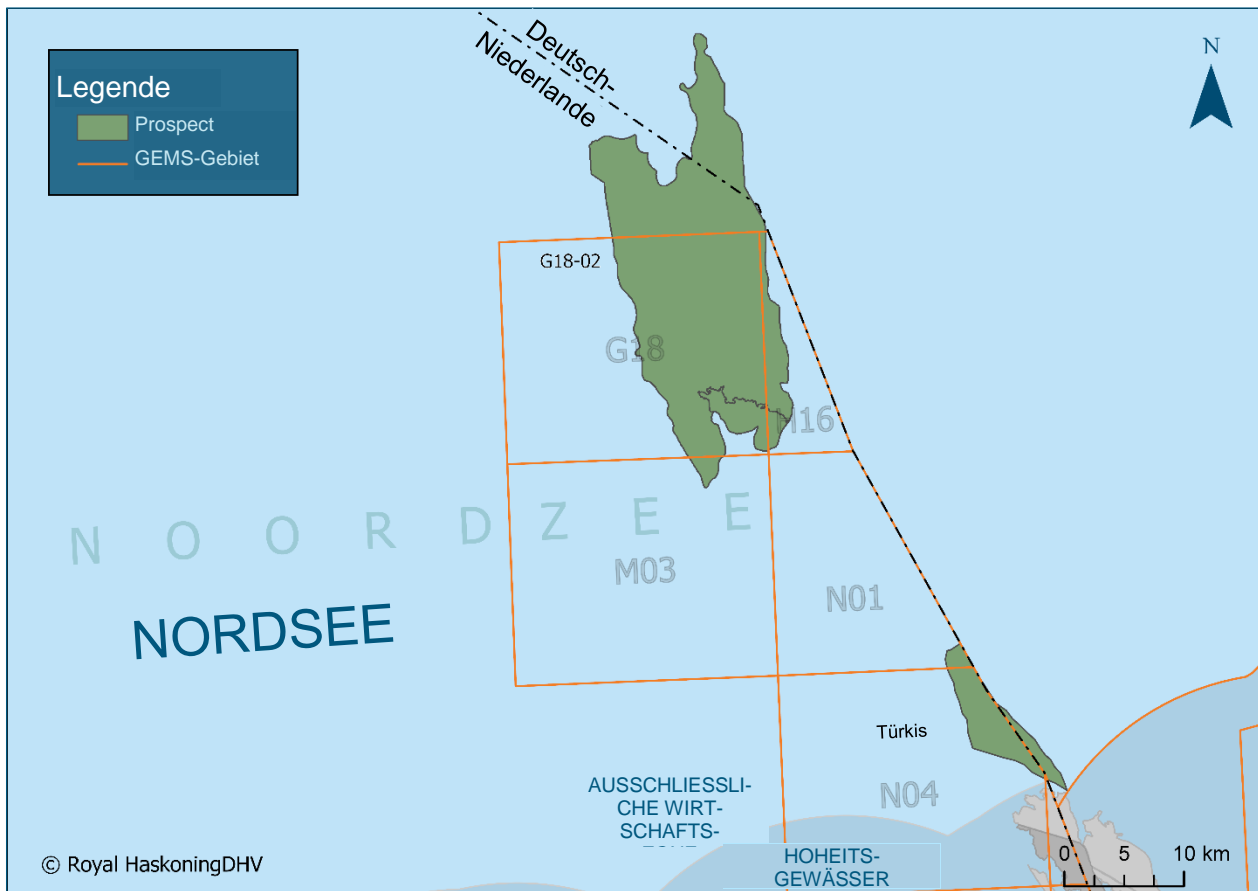 Deutsch-
Niederlande
N
Legende
Prospect
GEMS-Gebiet
G18-02
G18
H16
N O O R D Z E E
M03
N01
NORDSEE
Türkis
N04
AUSSCHLIESSLI-
CHE WIRT-
SCHAFTS-
HOHEITS-
GEWÄSSER
0 5 10 km
© Royal HaskoningDHV